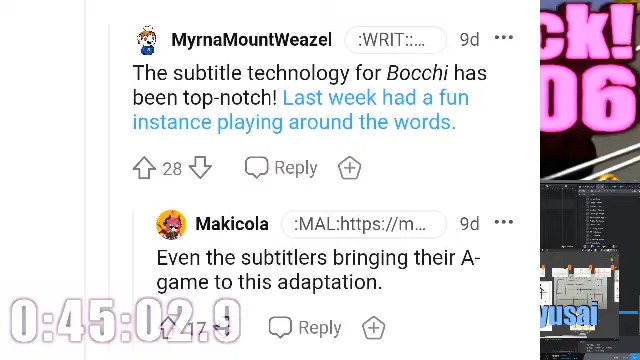 MyrnaMountWeazel :WRIT::... 9d ...
The subtitle technology for Bocchi has
been top-notch! Last week had a fun
instance playing around the words.
28 Reply
Makicola :MAL:https://m... 9d ...
Even the subtitlers bringing their A-
game to this adaptation.
17 Reply
0:45:02.9
ck!
06
yusai